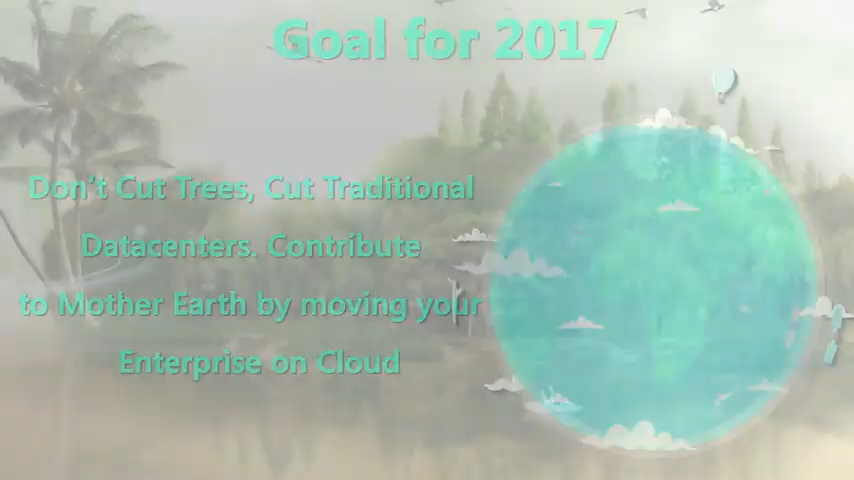 Goal for 2017
Don't Cut Trees, Cut Traditional
Datacenters. Contribute
to Mother Earth by moving your
Enterprise on Cloud